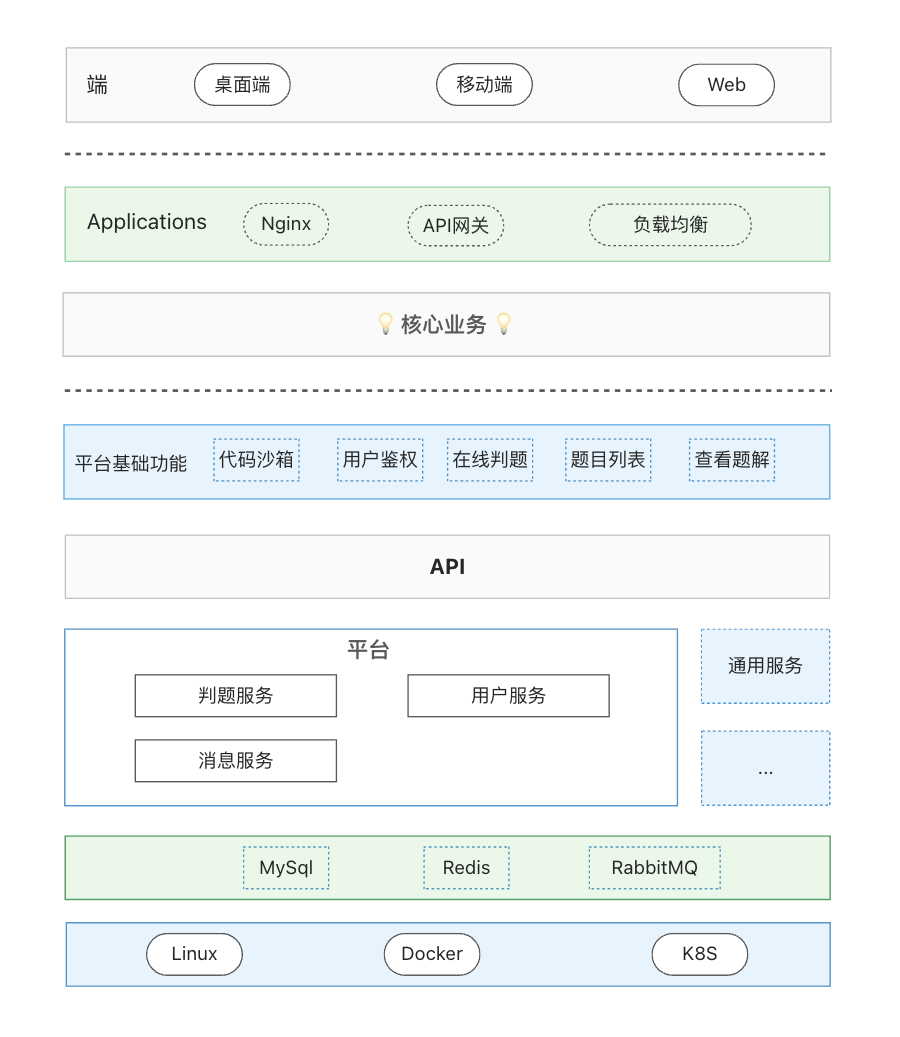 端
桌面端
移动端
Web
Applications
Nginx
API网关
负载均衡
💡 核心业务 💡
平台基础功能
代码沙箱
用户鉴权
在线判题
题目列表
查看题解
API
平台
判题服务
用户服务
消息服务
通用服务
...
MySql
Redis
RabbitMQ
Linux
Docker
K8S